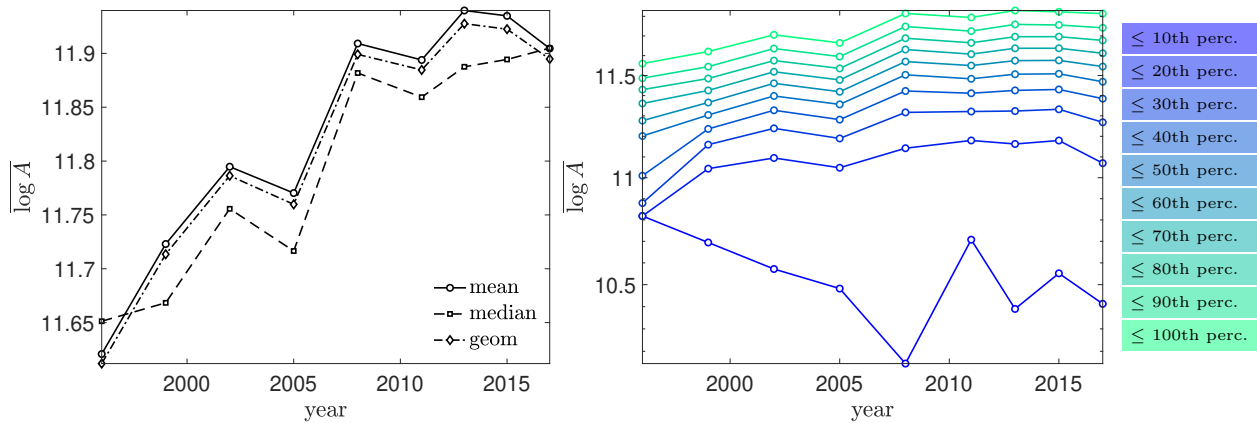 11.9
11.85
11.8
11.75
11.7
11.65
log A
2000
2005
2010
2015
year
mean
median
geom
11.5
11
10.5
log A
2000
2005
2010
2015
year
≤ 10th perc.
≤ 20th perc.
≤ 30th perc.
≤ 40th perc.
≤ 50th perc.
≤ 60th perc.
≤ 70th perc.
≤ 80th perc.
≤ 90th perc.
≤ 100th perc.